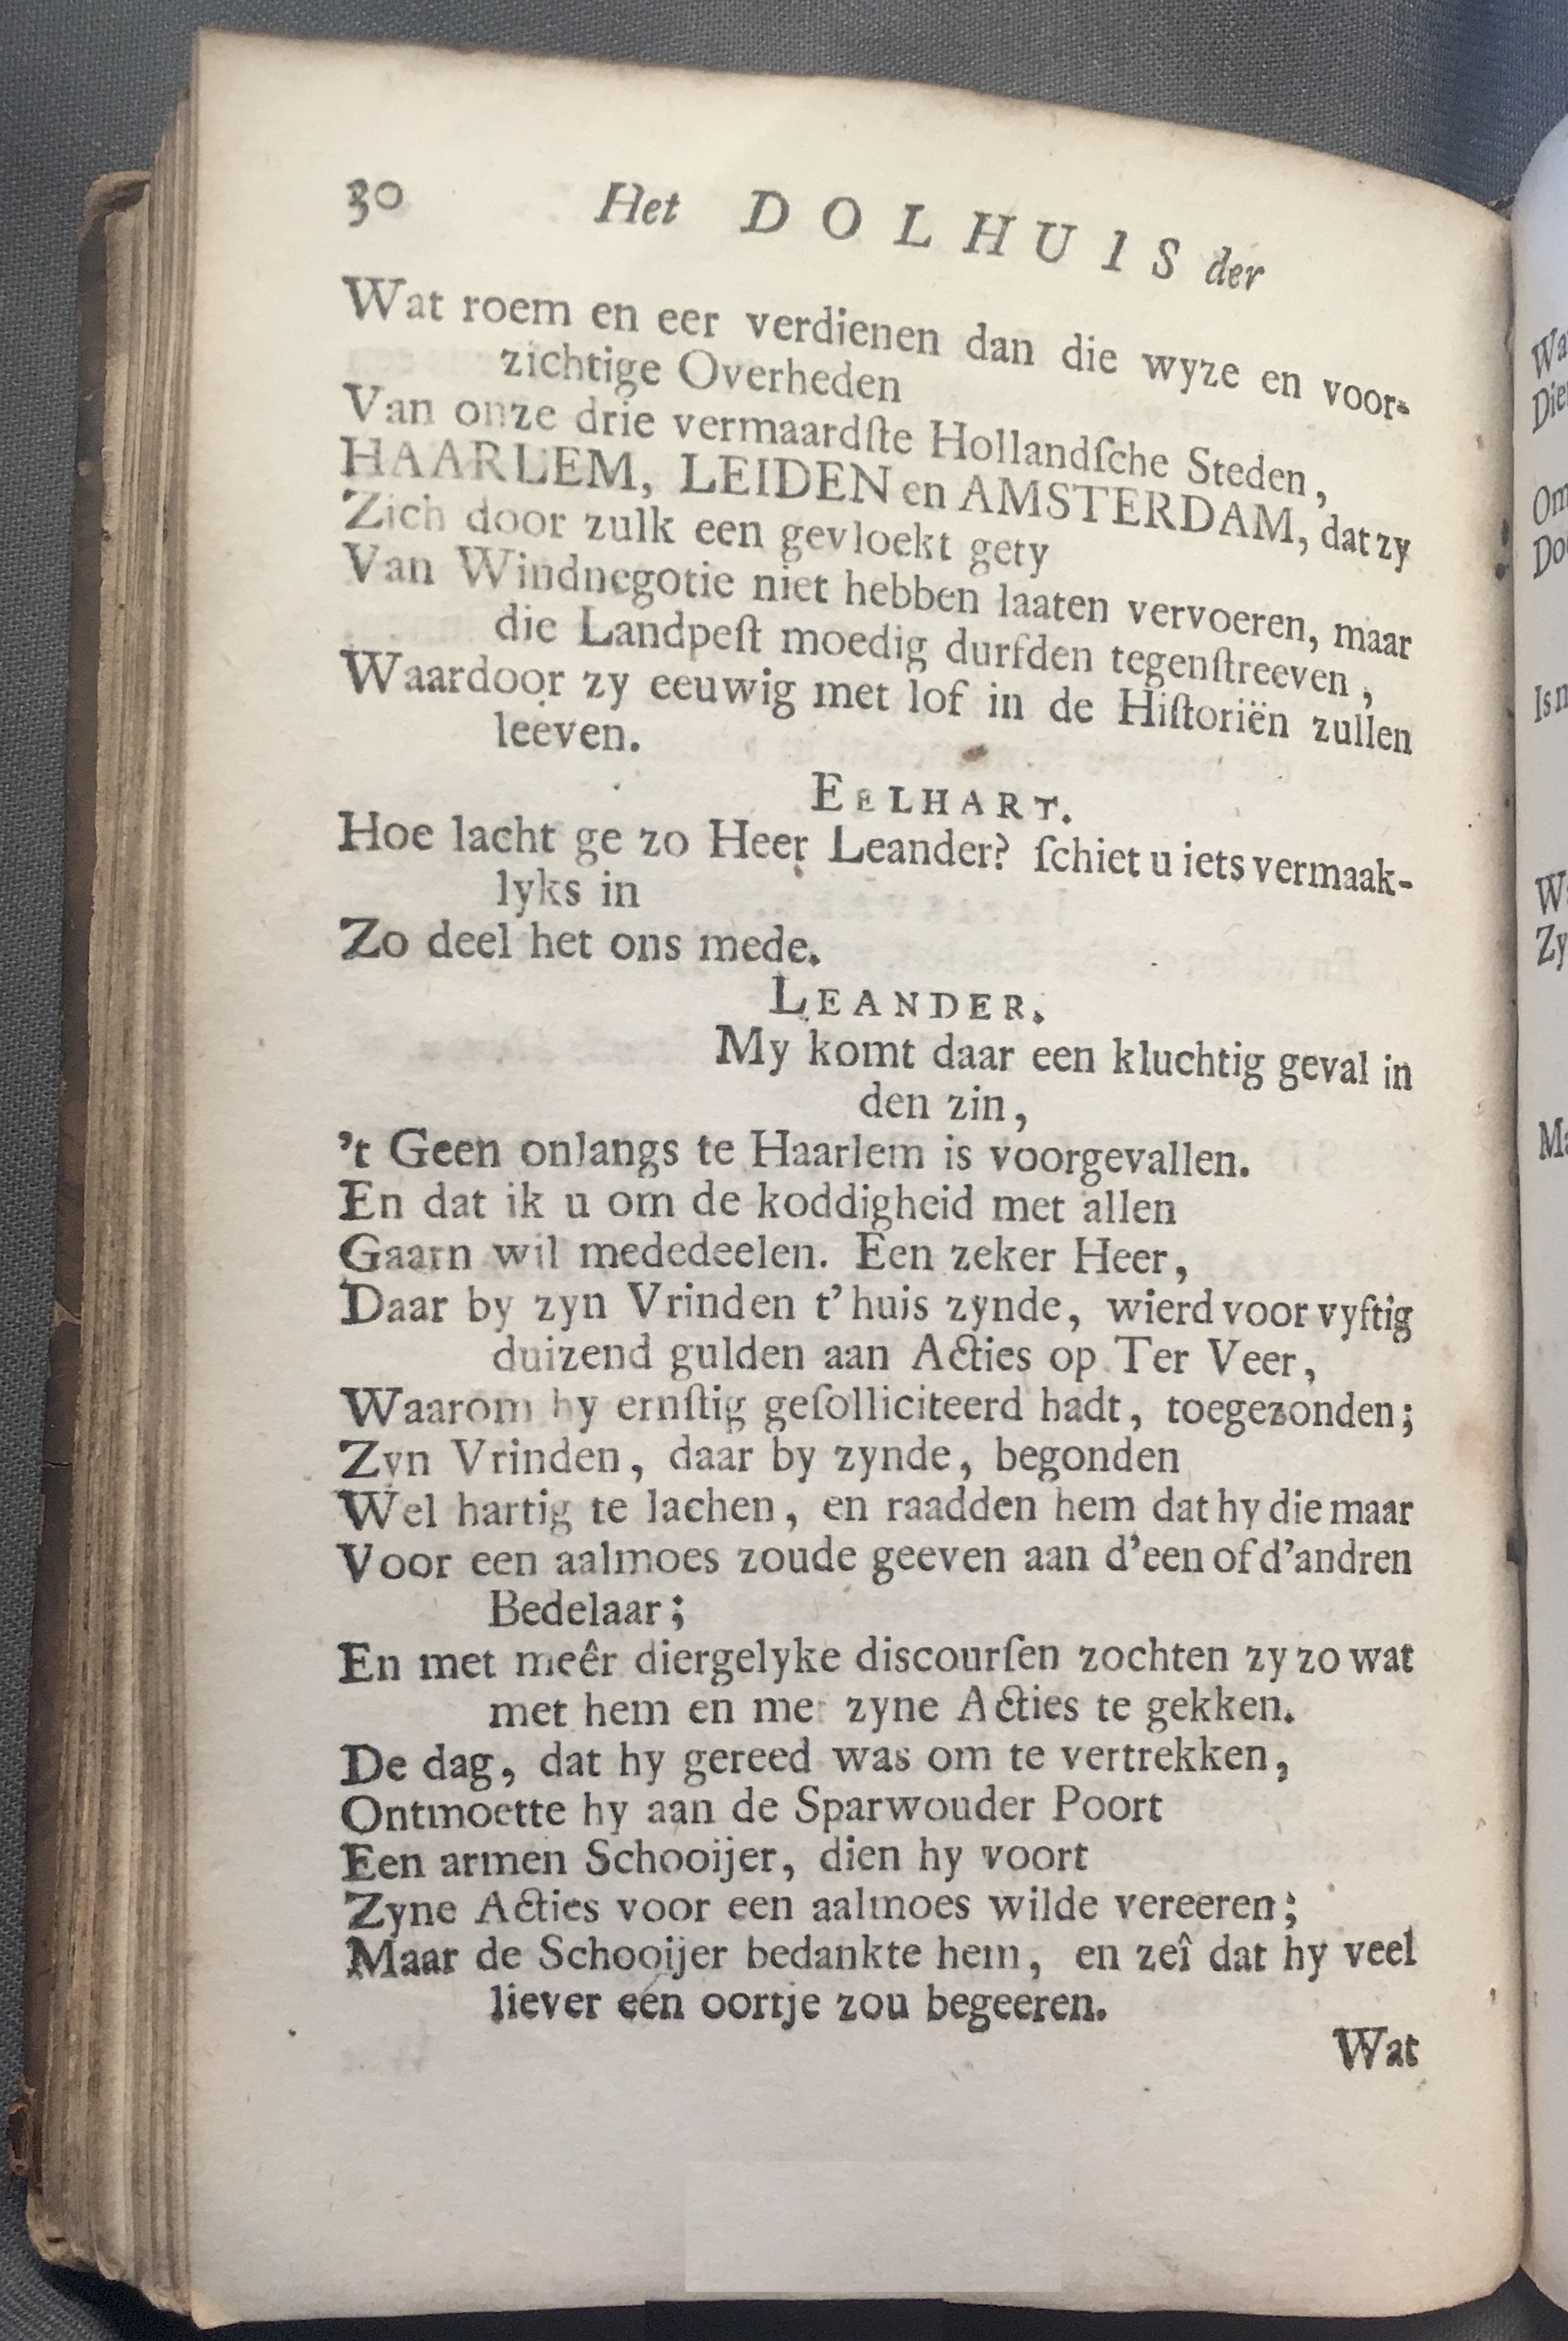 30 Het DOLHUIS der
Wat roem en eer verdienen dan die wyze en voor-
zichtige Overheden
Van onze drie vermaardſte Hollandſche Steden,
HAARLEM, LEIDEN en AMSTERDAM, dat zy
Zich door zulk een gevloekt gety
Van Windnegotie niet hebben laaten vervoeren, maar
die Landpeſt moedig durfden tegenſtreeven,
Waardoor zy eeuwig met lof in de Hiſtoriën zullen
leeven.
EELHART.
Hoe lacht ge zo Heer Leander? ſchiet u iets vermaak-
lyks in
Zo deel het ons mede.
LEANDER.
My komt daar een kluchtig geval in
den zin,
't Geen onlangs te Haarlem is voorgevallen.
En dat ik u om de koddigheid met allen
Gaarn wil mededeelen. Een zeker Heer,
Daar by zyn Vrinden t'huis zynde, wierd voor vyftig
duizend gulden aan Acties op Ter Veer,
Waarom hy ernſtig geſolliciteerd hadt, toegezonden;
Zyn Vrinden, daar by zynde, begonden
Wel hartig te lachen, en raadden hem dat hy die maar
Voor een aalmoes zoude geeven aan d'een of d'andren
Bedelaar;
En met meêr diergelyke discourſen zochten zy zo wat
met hem en met zyne Acties te gekken.
De dag, dat hy gereed was om te vertrekken,
Ontmoette hy aan de Sparwouder Poort
Een armen Schooijer, dien hy voort
Zyne Acties voor een aalmoes wilde vereeren;
Maar de Schooijer bedankte hem, en zeî dat hy veel
liever eén oortje zou begeeren.
Wat